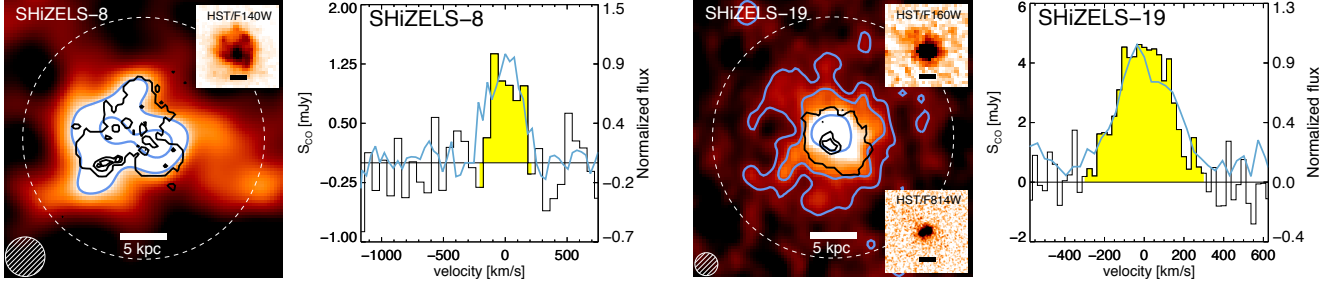 SHiZELS−8
HST/F140W
5 kpc
SHiZELS−8
2.00
1.25
0.50
−0.25
−1.00
S_CO [mJy]
1.5
0.9
0.4
−0.2
−0.7
Normalized flux
−1000 −500 0 500
velocity [km/s]
SHiZELS−19
HST/F160W
HST/F814W
5 kpc
SHiZELS−19
6
4
2
0
−2
S_CO [mJy]
1.3
0.9
0.4
0.0
−0.4
Normalized flux
−400 −200 0 200 400 600
velocity [km/s]